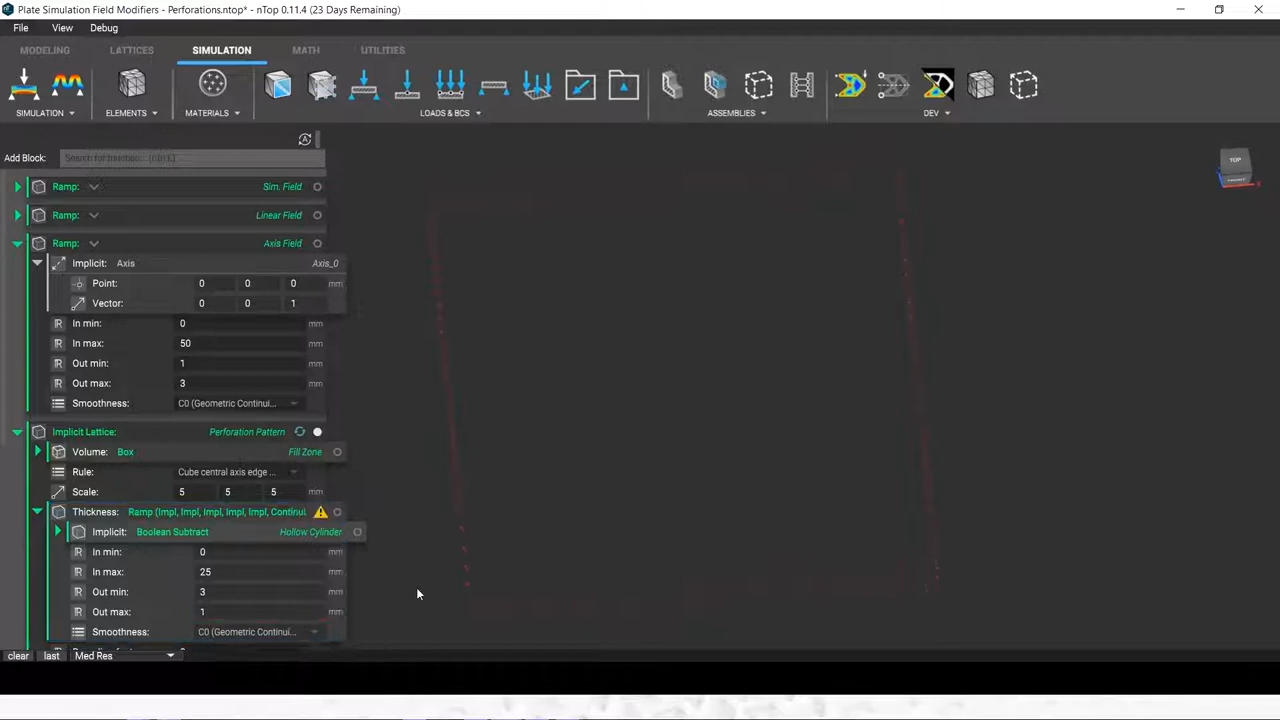 Plate Simulation Field Modifiers - Perforations.ntop* - nTop 0.11.4 (23 Days Remaining)
File View Debug
MODELING LATTICES SIMULATION MATH UTILITIES
SIMULATION ELEMENTS MATERIALS LOADS & BCS ASSEMBLIES DEV
Add Block:
TOP
FRONT
X
Ramp: Sim. Field
Ramp: Linear Field
Ramp: Axis Field
Implicit: Axis Axis_0
Point: 0 0 0 mm
Vector: 0 0 1
In min: 0 mm
In max: 50 mm
Out min: 1 mm
Out max: 3 mm
Smoothness: C0 (Geometric Continui...
Implicit Lattice: Perforation Pattern
Volume: Box Fill Zone
Rule: Cube central axis edge ...
Scale: 5 5 5 mm
Thickness: Ramp (Impl, Impl, Impl, Impl, Impl, Continui
Implicit: Boolean Subtract Hollow Cylinder
In min: 0 mm
In max: 25 mm
Out min: 3 mm
Out max: 1 mm
Smoothness: C0 (Geometric Continui...
clear last Med Res